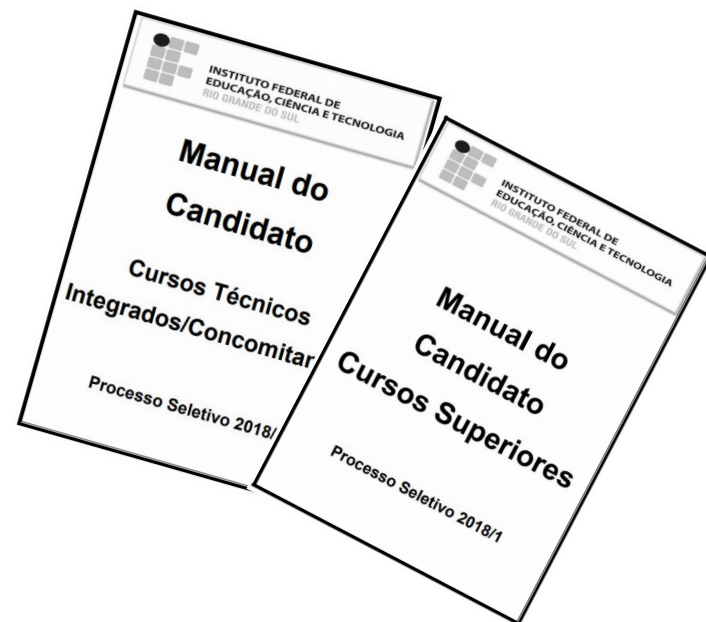 INSTITUTO FEDERAL DE
EDUCAÇÃO, CIÊNCIA E TECNOLOGIA
RIO GRANDE DO SUL
Manual do
Candidato
Cursos Técnicos
Integrados/Concomitan
Processo Seletivo 2018/
INSTITUTO FEDERAL DE
EDUCAÇÃO, CIÊNCIA E TECNOLOGIA
RIO GRANDE DO SUL
Manual do
Candidato
Cursos Superiores
Processo Seletivo 2018/1